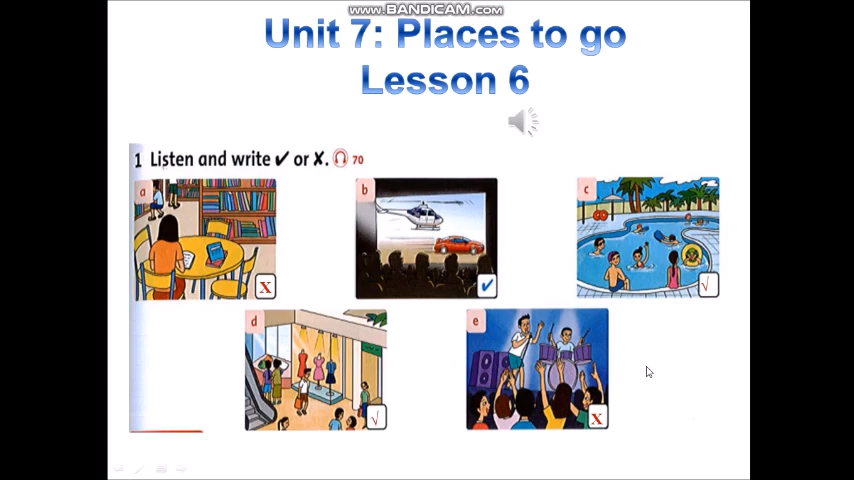 www.BANDICAM.com
Unit 7: Places to go
Lesson 6
1 Listen and write ✔ or ✘. 70
a
X
b
✔
c
√
d
√
e
X